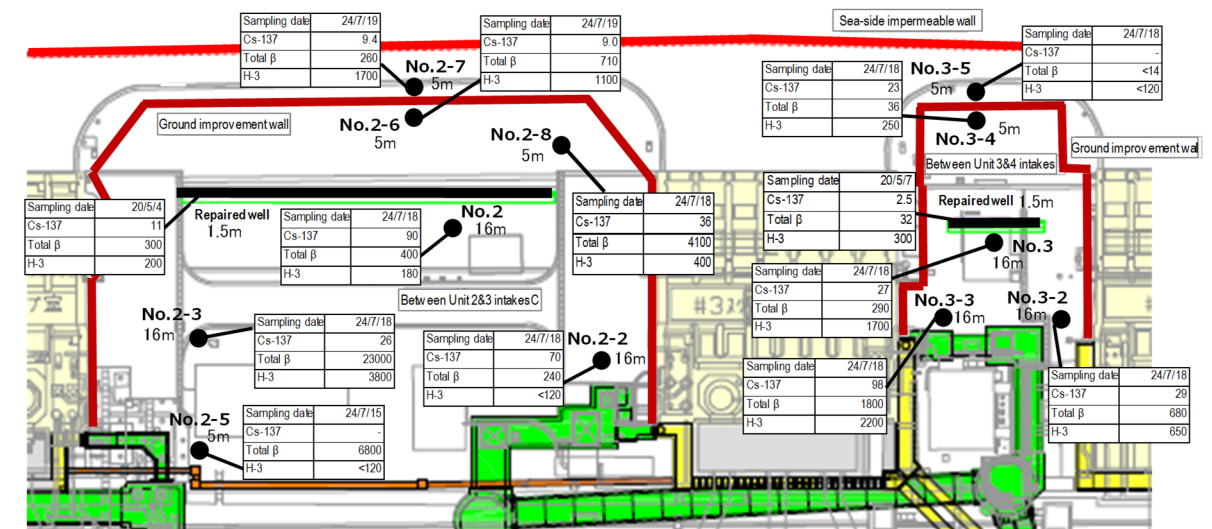 Sea-side impermeable wall
Sampling date 24/7/19
Cs-137 9.4
Total β 260
H-3 1700
No.2-7
5m
Sampling date 24/7/19
Cs-137 9.0
Total β 710
H-3 1100
No.2-6
5m
Ground improvement wall
No.2-8
5m
Sampling date 24/7/18
Cs-137 36
Total β 4100
H-3 400
Sampling date 24/7/18
Cs-137 23
Total β 36
H-3 250
No.3-5
5m
Sampling date 24/7/18
Cs-137 -
Total β <14
H-3 <120
5m
No.3-4
Ground improvement wal
Between Unit 3&4 intakes
Sampling date 20/5/4
Cs-137 11
Total β 300
H-3 200
Repaired well
1.5m
Sampling date 24/7/18
Cs-137 90
Total β 400
H-3 180
No.2
16m
Sampling date 20/5/7
Cs-137 2.5
Total β 32
H-3 300
Repaired well 1.5m
No.3
16m
Sampling date 24/7/18
Cs-137 27
Total β 290
H-3 1700
Between Unit 2&3 intakes C
No.2-3
16m
Sampling date 24/7/18
Cs-137 26
Total β 23000
H-3 3800
Sampling date 24/7/18
Cs-137 70
Total β 240
H-3 <120
No.2-2
16m
#3ｽｸ
No.3-3
16m
No.3-2
16m
Sampling date 24/7/18
Cs-137 98
Total β 1800
H-3 2200
Sampling date 24/7/18
Cs-137 29
Total β 680
H-3 650
No.2-5
5m
Sampling date 24/7/15
Cs-137 -
Total β 6800
H-3 <120
プ室